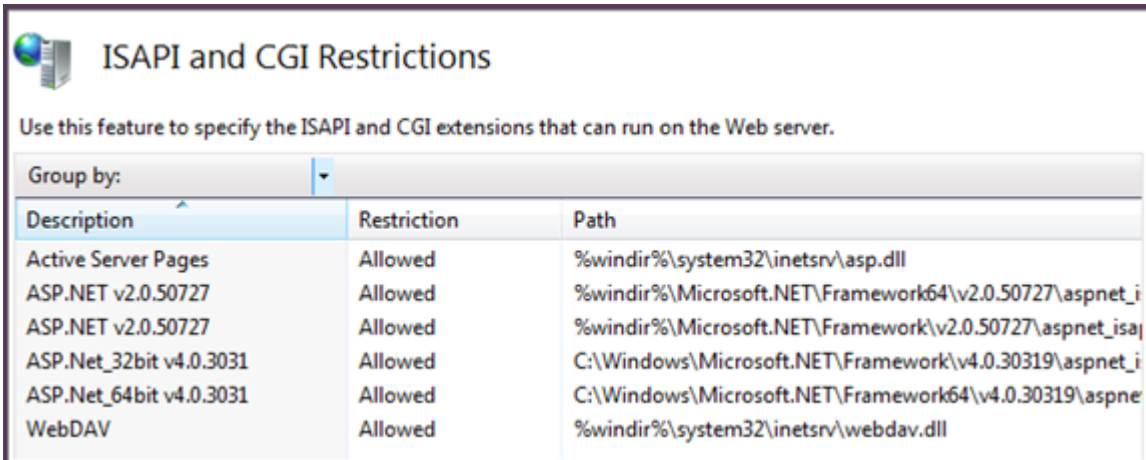 ISAPI and CGI Restrictions
Use this feature to specify the ISAPI and CGI extensions that can run on the Web server.
Group by:
Description Restriction Path
Active Server Pages Allowed %windir%\system32\inetsrv\asp.dll
ASP.NET v2.0.50727 Allowed %windir%\Microsoft.NET\Framework64\v2.0.50727\aspnet_i
ASP.NET v2.0.50727 Allowed %windir%\Microsoft.NET\Framework\v2.0.50727\aspnet_isa
ASP.Net_32bit v4.0.3031 Allowed C:\Windows\Microsoft.NET\Framework\v4.0.30319\aspnet_i
ASP.Net_64bit v4.0.3031 Allowed C:\Windows\Microsoft.NET\Framework64\v4.0.30319\aspne
WebDAV Allowed %windir%\system32\inetsrv\webdav.dll